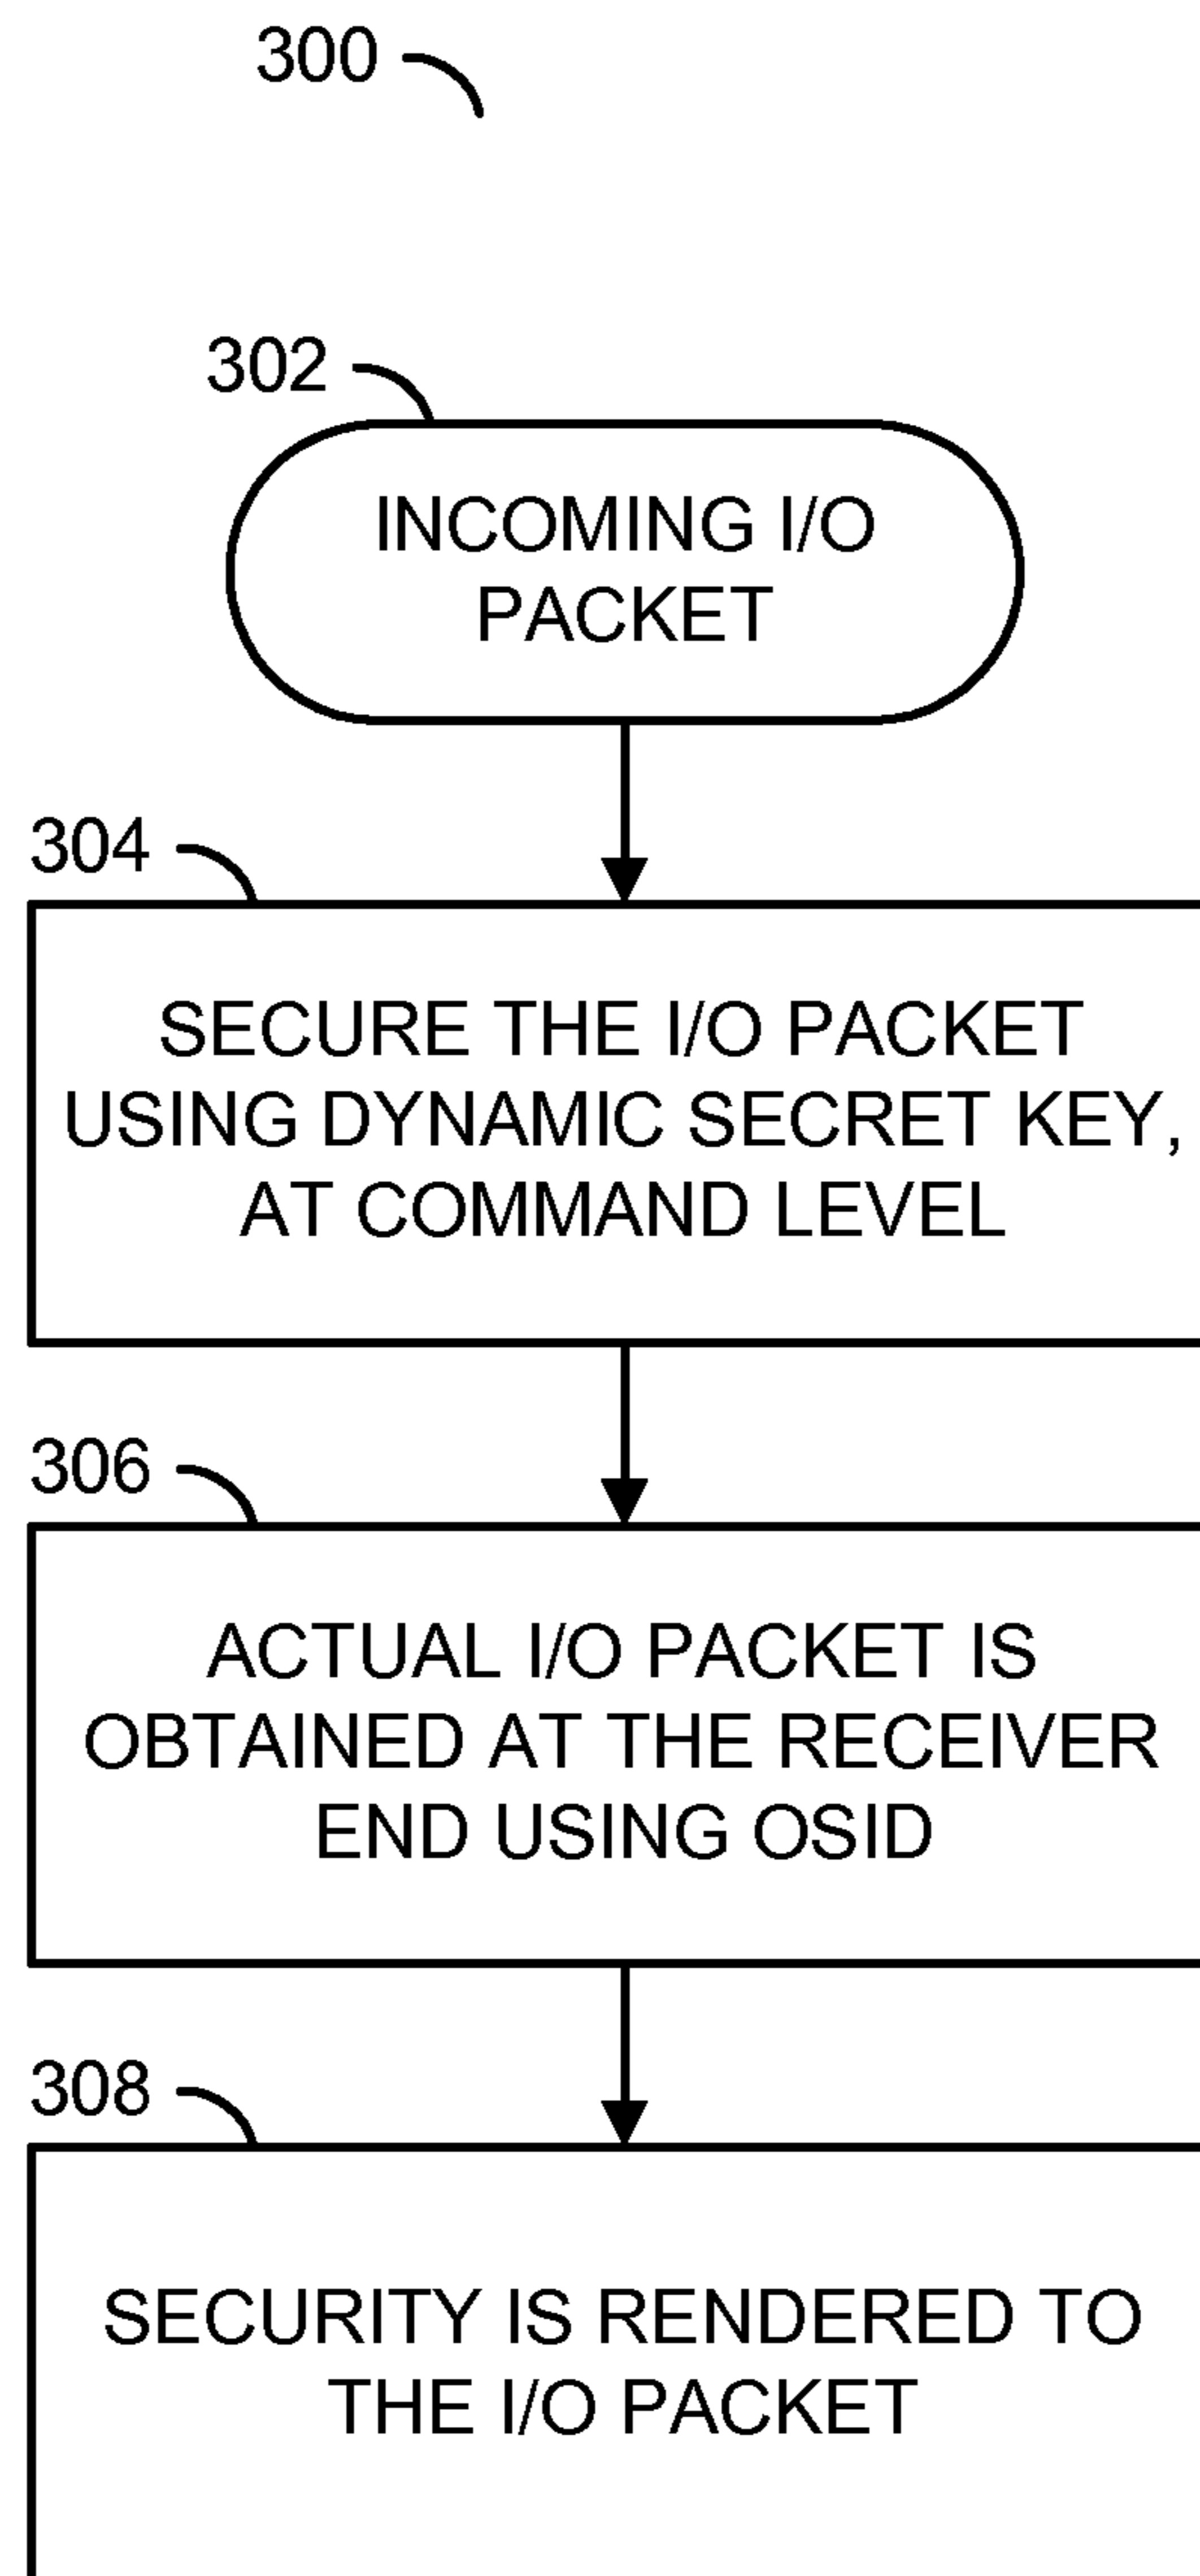 300
302
INCOMING I/O
PACKET
304
SECURE THE I/O PACKET
USING DYNAMIC SECRET KEY,
AT COMMAND LEVEL
306
ACTUAL I/O PACKET IS
OBTAINED AT THE RECEIVER
END USING OSID
308
SECURITY IS RENDERED TO
THE I/O PACKET